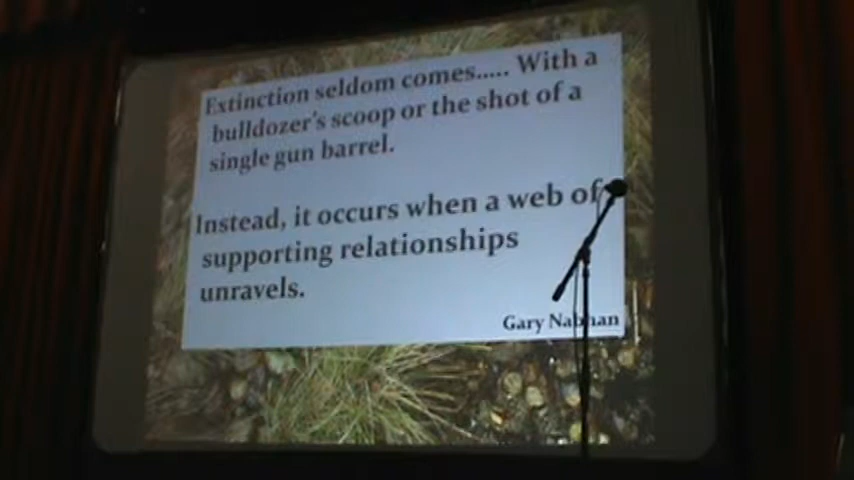 Extinction seldom comes..... With a
bulldozer's scoop or the shot of a
single gun barrel.
Instead, it occurs when a web of
supporting relationships
unravels.
Gary Nabhan